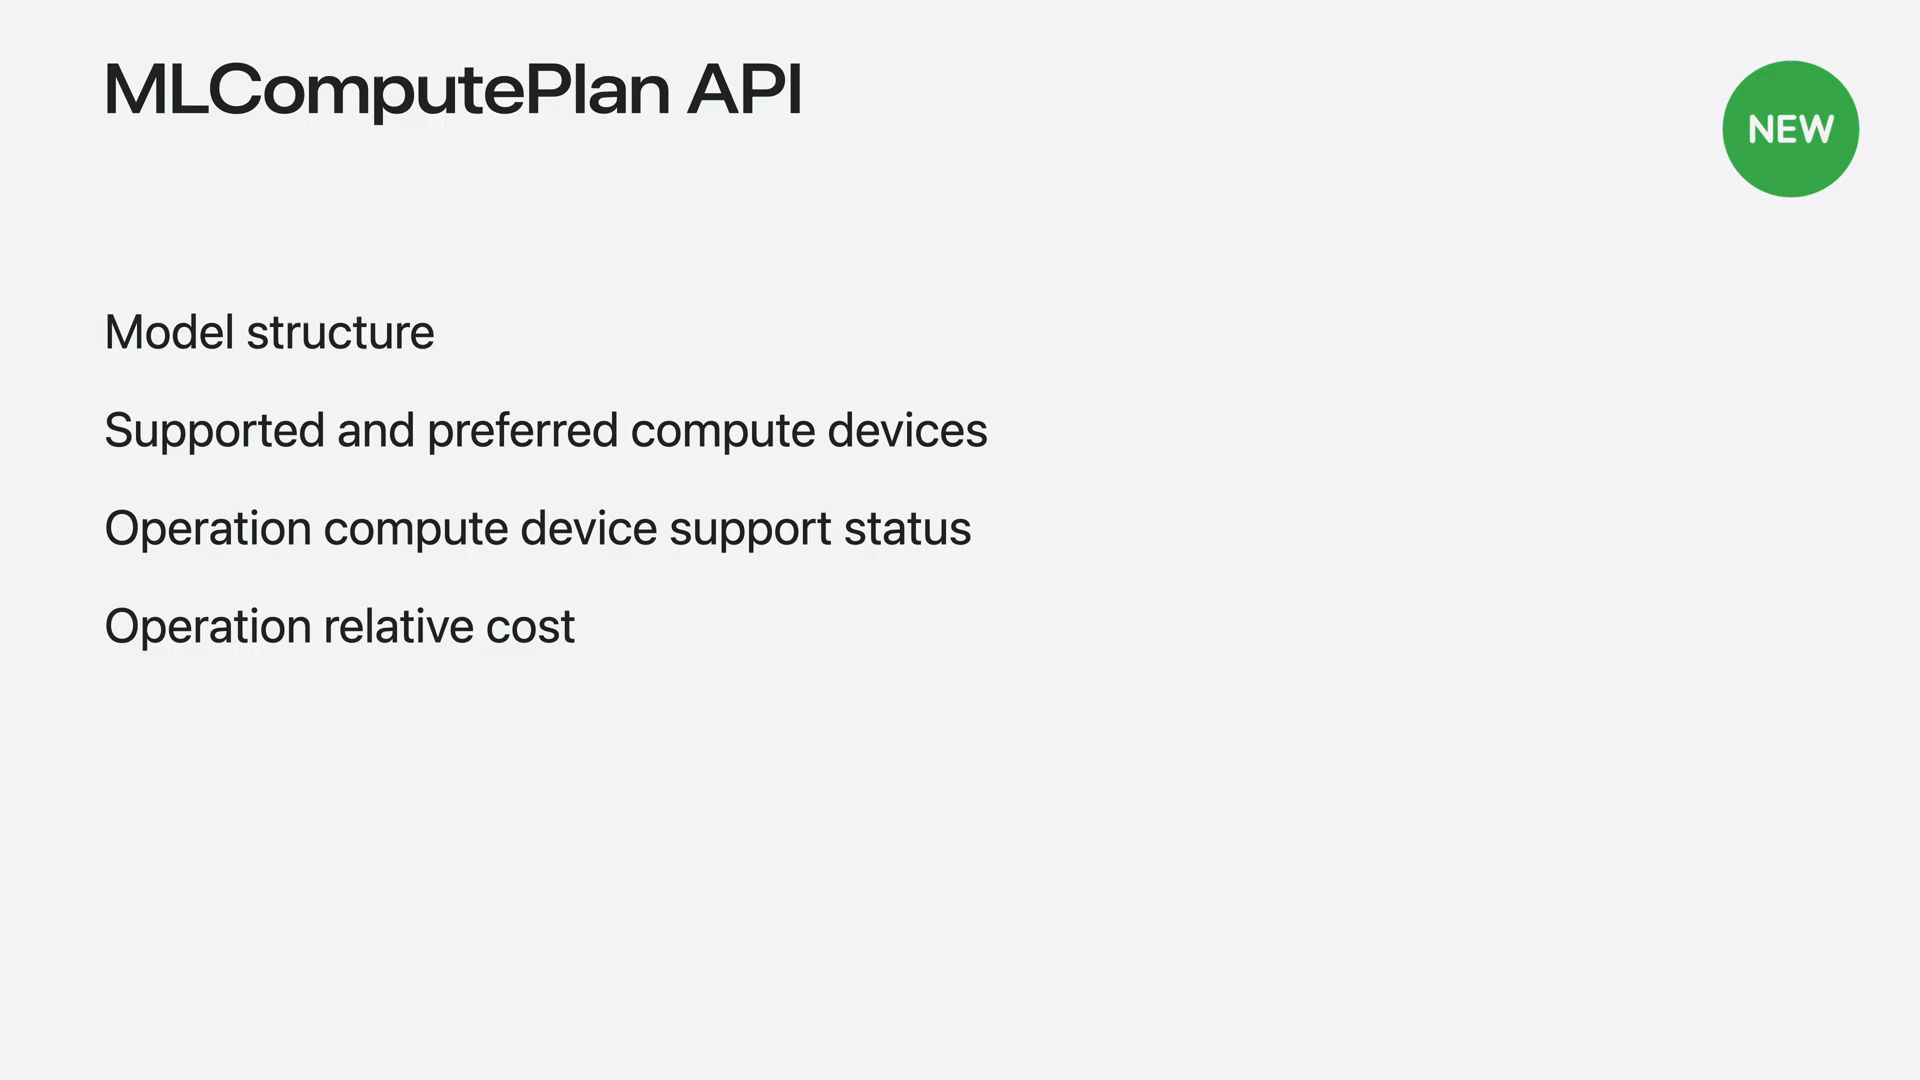 MLComputePlan API
NEW
Model structure
Supported and preferred compute devices
Operation compute device support status
Operation relative cost